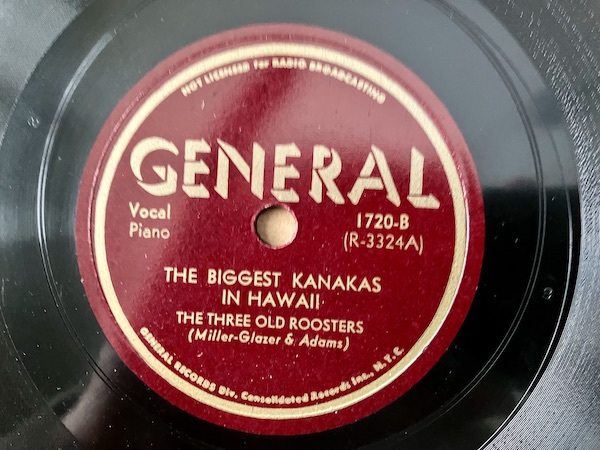 NOT LICENSED for RADIO BROADCASTING
GENERAL
Vocal
Piano
1720-B
(R-3324A)
THE BIGGEST KANAKAS
IN HAWAII
THE THREE OLD ROOSTERS
(Miller-Glazer & Adams)
GENERAL RECORDS Div. Consolidated Records Inc., N.Y.C.